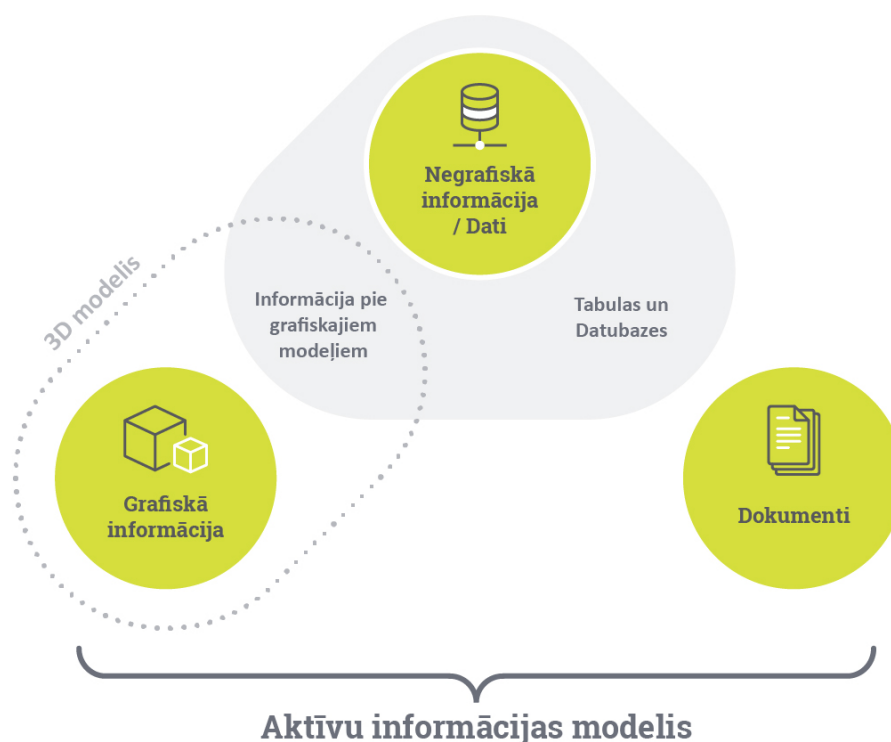 Negrafiskā
informācija
/ Dati
3D modelis
Informācija pie
grafiskajiem
modeļiem
Tabulas un
Datubazes
Grafiskā
informācija
Dokumenti
Aktīvu informācijas modelis